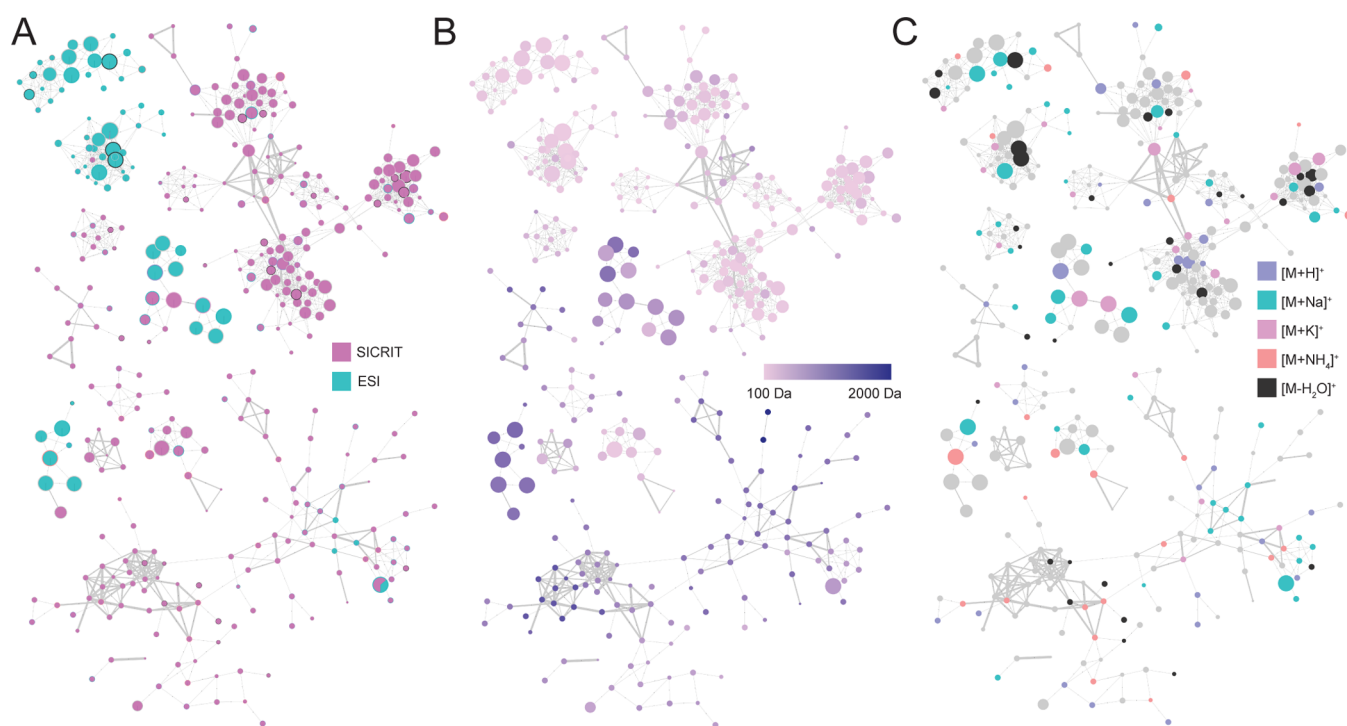 A
B
C
SICRIT
ESI
100 Da
2000 Da
[M+H]⁺
[M+Na]⁺
[M+K]⁺
[M+NH₄]⁺
[M-H₂O]⁺